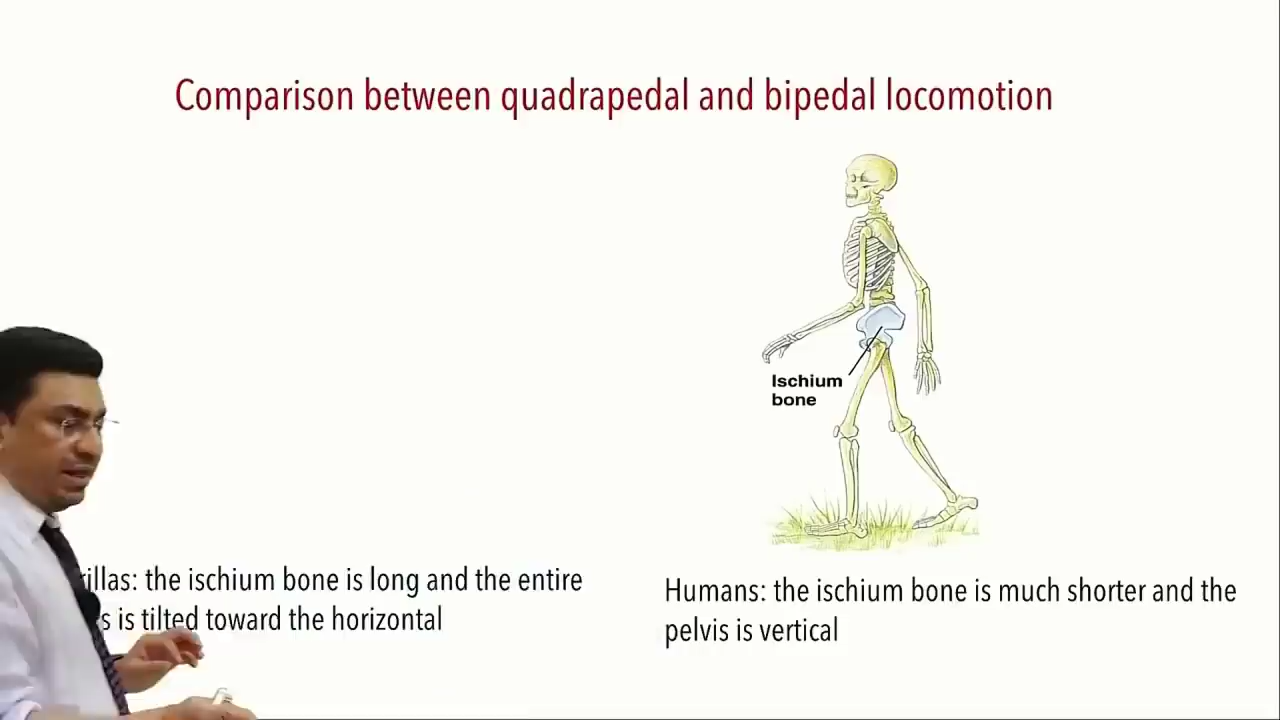 Comparison between quadrapedal and bipedal locomotion
Ischium
bone
illas: the ischium bone is long and the entire
s is tilted toward the horizontal
Humans: the ischium bone is much shorter and the
pelvis is vertical